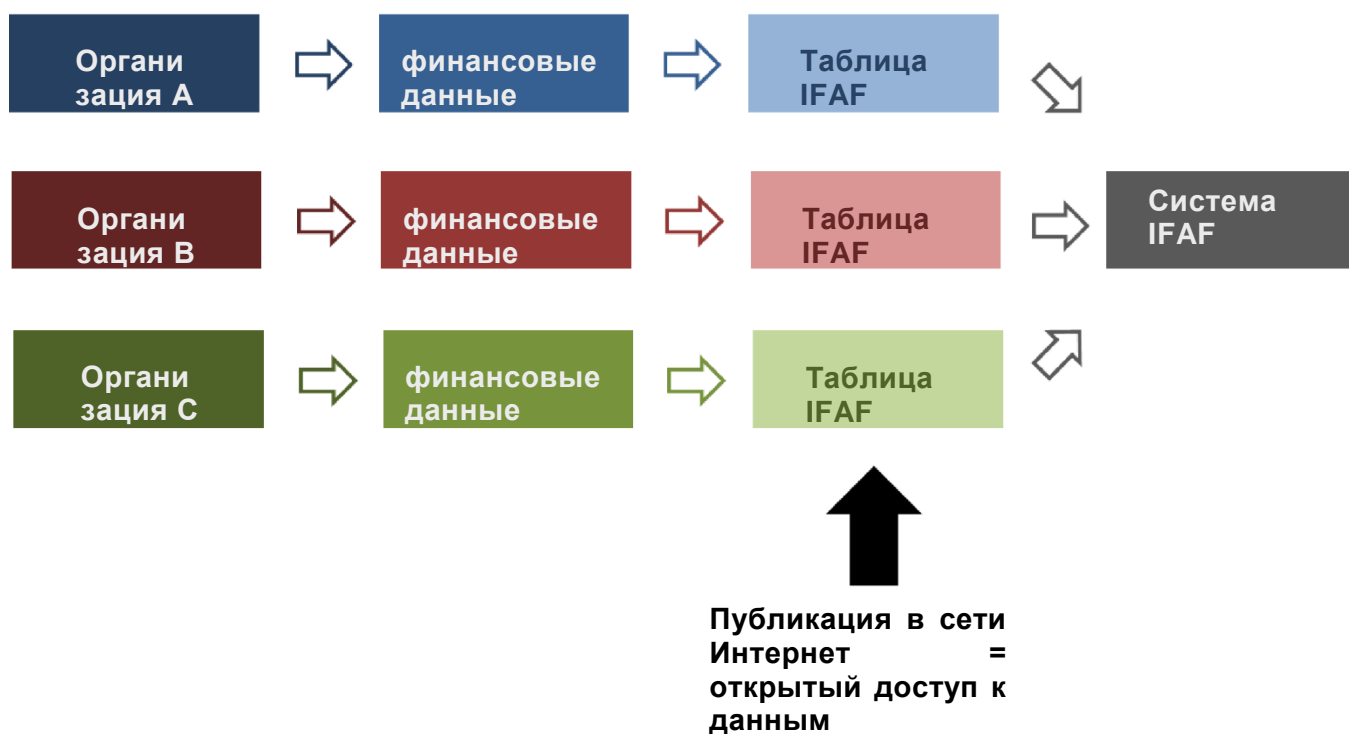 Органи
зация A
финансовые
данные
Таблица
IFAF
Органи
зация B
финансовые
данные
Таблица
IFAF
Система
IFAF
Органи
зация C
финансовые
данные
Таблица
IFAF
Публикация в сети
Интернет =
открытый доступ к
данным